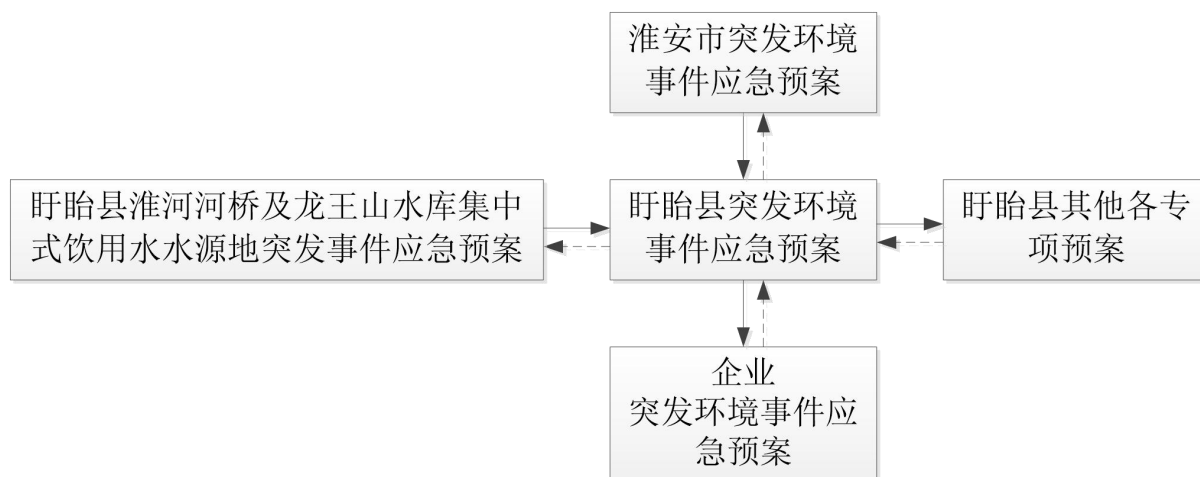 淮安市突发环境
事件应急预案
盱眙县淮河河桥及龙王山水库集中
式饮用水水源地突发事件应急预案
盱眙县突发环境
事件应急预案
盱眙县其他各专
项预案
企业
突发环境事件应
急预案